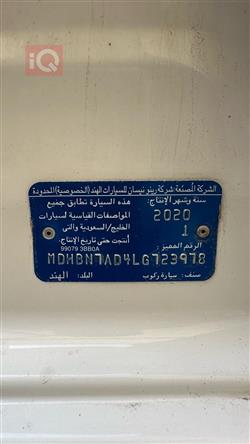 iQ
الشركة المصنعة شركة رينو نيسان للسيارات الهند (الخصوصية) المحدودة
سنة وشهر الإنتاج: هذه السيارة تطابق جميع
2020 المواصفات القياسية لسيارات
1 الخليج/السعودية والتى
الرقم المميز: أنتجت حتى تاريخ الإنتاج.
99079 3BB0A
MDHBN7AD4LG723978
صنف: سيارة ركوب البلد: الهند